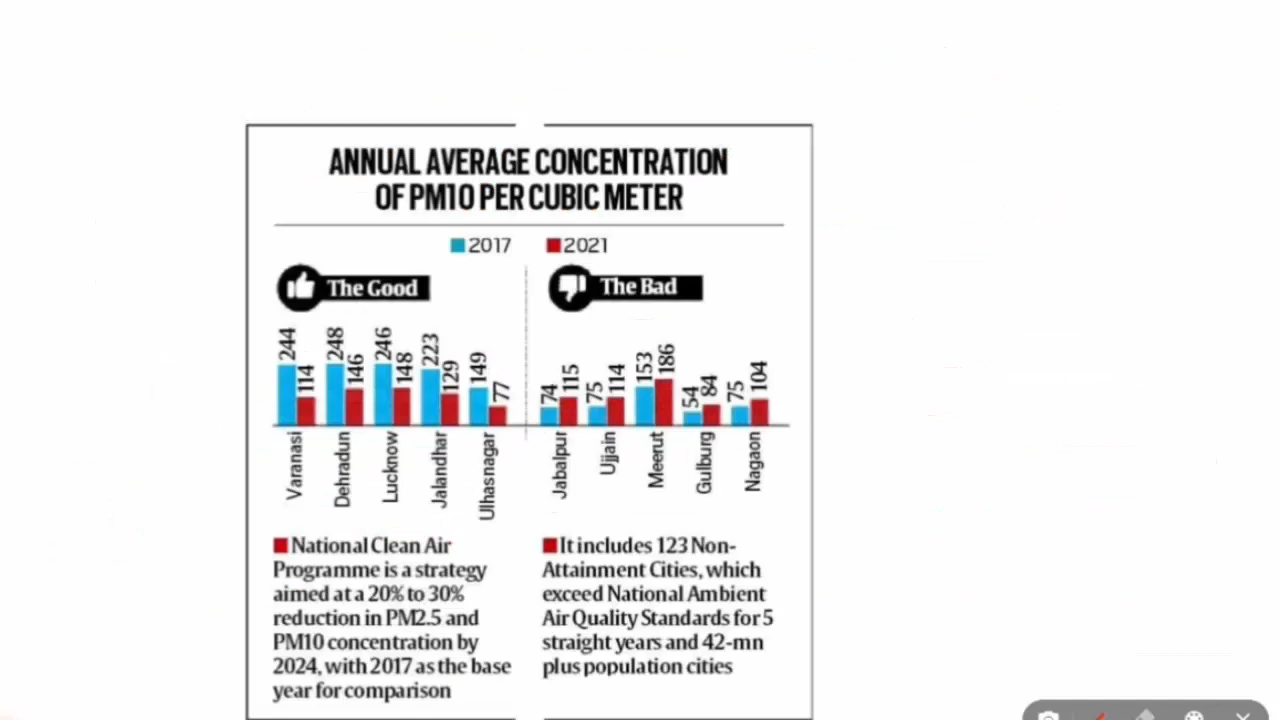 ANNUAL AVERAGE CONCENTRATION
OF PM10 PER CUBIC METER
2017 2021
The Good
244 114 248 146 246 148 223 129 149 77
Varanasi Dehradun Lucknow Jalandhar Ulhasnagar
National Clean Air
Programme is a strategy
aimed at a 20% to 30%
reduction in PM2.5 and
PM10 concentration by
2024, with 2017 as the base
year for comparison
The Bad
74 115 75 114 153 186 54 84 75 104
Jabalpur Ujjain Meerut Gulburg Nagaon
It includes 123 Non-
Attainment Cities, which
exceed National Ambient
Air Quality Standards for 5
straight years and 42-mn
plus population cities